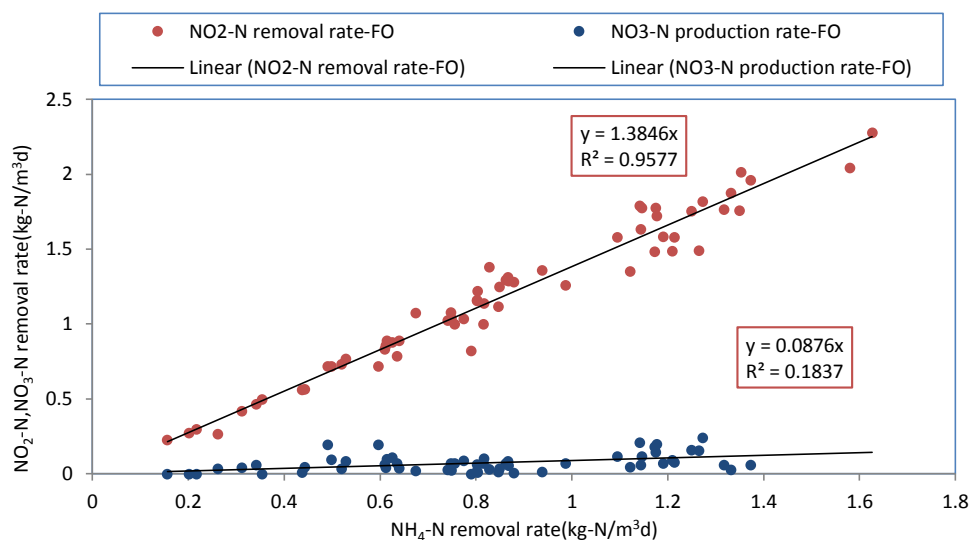 NO2-N removal rate-FO
NO3-N production rate-FO
Linear (NO2-N removal rate-FO)
Linear (NO3-N production rate-FO)
2.5
2
1.5
1
0.5
0
NO₂-N,NO₃-N removal rate(kg-N/m³d)
y = 1.3846x
R² = 0.9577
y = 0.0876x
R² = 0.1837
0 0.2 0.4 0.6 0.8 1 1.2 1.4 1.6 1.8
NH₄-N removal rate(kg-N/m³d)